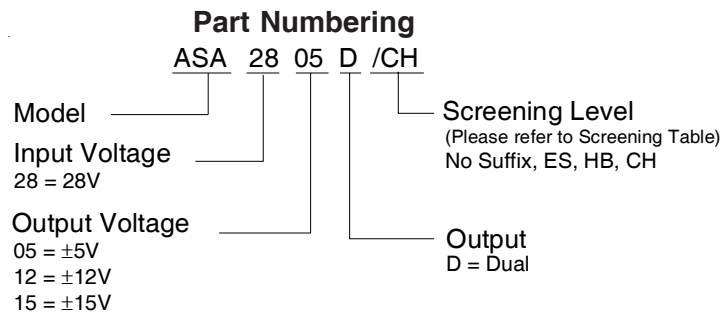 Part Numbering
ASA 28 05 D /CH
Model
Input Voltage
28 = 28V
Output Voltage
05 = ±5V
12 = ±12V
15 = ±15V
Screening Level
(Please refer to Screening Table)
No Suffix, ES, HB, CH
Output
D = Dual